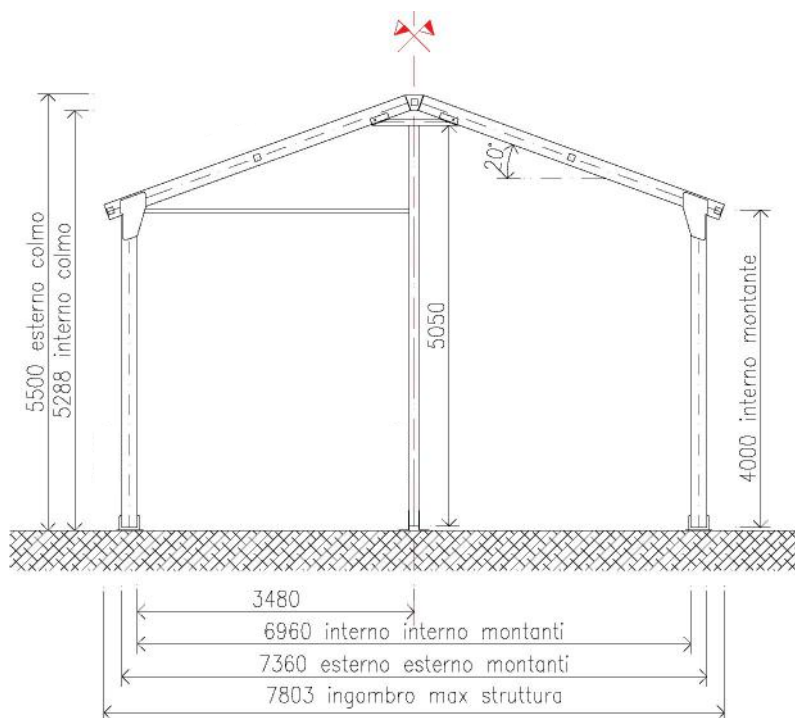 5500 esterno colmo
5288 interno colmo
20°
5050
4000 interno montante
3480
6960 interno interno montanti
7360 esterno esterno montanti
7803 ingombro max struttura